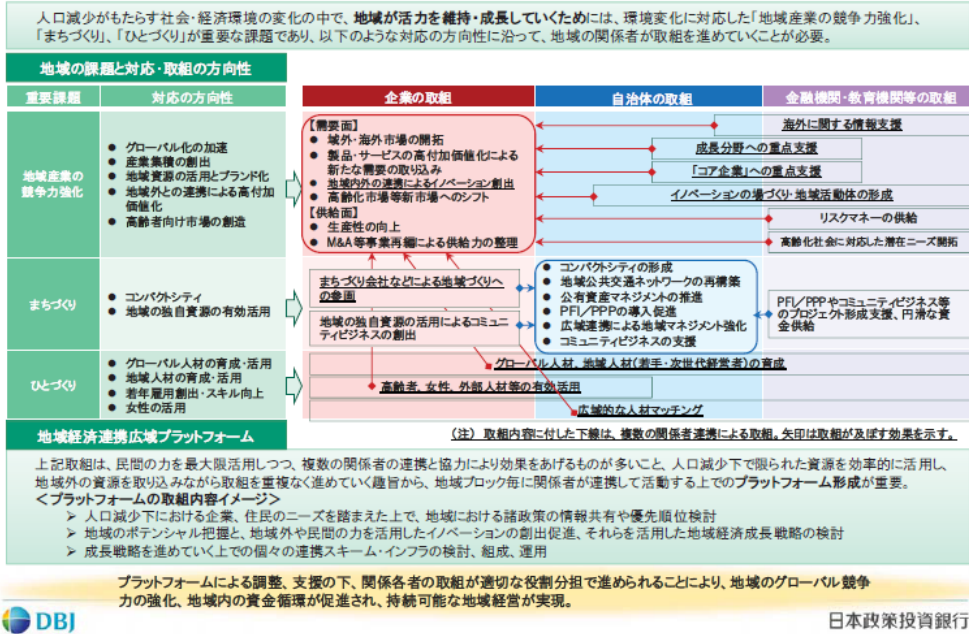 人口減少がもたらす社会・経済環境の変化の中で、地域が活力を維持・成長していくためには、環境変化に対応した「地域産業の競争力強化」、
「まちづくり」、「ひとづくり」が重要な課題であり、以下のような対応の方向性に沿って、地域の関係者が取組を進めていくことが必要。
地域の課題と対応・取組の方向性
重要課題
対応の方向性
企業の取組
自治体の取組
金融機関・教育機関等の取組
地域産業の
競争力強化
● グローバル化の加速
● 産業集積の創出
● 地域資源の活用とブランド化
● 地域外との連携による高付加
価値化
● 高齢者向け市場の創造
【需要面】
● 域外・海外市場の開拓
● 製品・サービスの高付加価値化による
新たな需要の取り込み
● 地域内外の連携によるイノベーション創出
● 高齢化市場等新市場へのシフト
【供給面】
● 生産性の向上
● M&A等事業再編による供給力の整理
海外に関する情報支援
成長分野への重点支援
「コア企業」への重点支援
イノベーションの場づくり・地域活動体の形成
リスクマネーの供給
高齢化社会に対応した潜在ニーズ開拓
まちづくり
● コンパクトシティ
● 地域の独自資源の有効活用
まちづくり会社などによる地域づくりへ
の参画
地域の独自資源の活用によるコミュニ
ティビジネスの創出
● コンパクトシティの形成
● 地域公共交通ネットワークの再構築
● 公有資産マネジメントの推進
● PFI/PPPの導入促進
● 広域連携による地域マネジメント強化
● コミュニティビジネスの支援
PFI/PPPやコミュニティビジネス等
のプロジェクト形成支援、円滑な資
金供給
ひとづくり
● グローバル人材の育成・活用
● 地域人材の育成・活用
● 若年雇用創出・スキル向上
● 女性の活用
グローバル人材、地域人材(若手・次世代経営者)の育成
高齢者、女性、外部人材等の有効活用
広域的な人材マッチング
地域経済連携広域プラットフォーム
(注) 取組内容に付した下線は、複数の関係者連携による取組。矢印は取組が及ぼす効果を示す。
上記取組は、民間の力を最大限活用しつつ、複数の関係者の連携と協力により効果をあげるものが多いこと、人口減少下で限られた資源を効率的に活用し、
地域外の資源を取り込みながら取組を重複なく進めていく趣旨から、地域ブロック毎に関係者が連携して活動する上でのプラットフォーム形成が重要。
＜プラットフォームの取組内容イメージ＞
➢ 人口減少下における企業、住民のニーズを踏まえた上で、地域における諸政策の情報共有や優先順位検討
➢ 地域のポテンシャル把握と、地域外や民間の力を活用したイノベーションの創出促進、それらを活用した地域経済成長戦略の検討
➢ 成長戦略を進めていく上での個々の連携スキーム・インフラの検討、組成、運用
プラットフォームによる調整、支援の下、関係各者の取組が適切な役割分担で進められることにより、地域のグローバル競争
力の強化、地域内の資金循環が促進され、持続可能な地域経営が実現。
DBJ
日本政策投資銀行